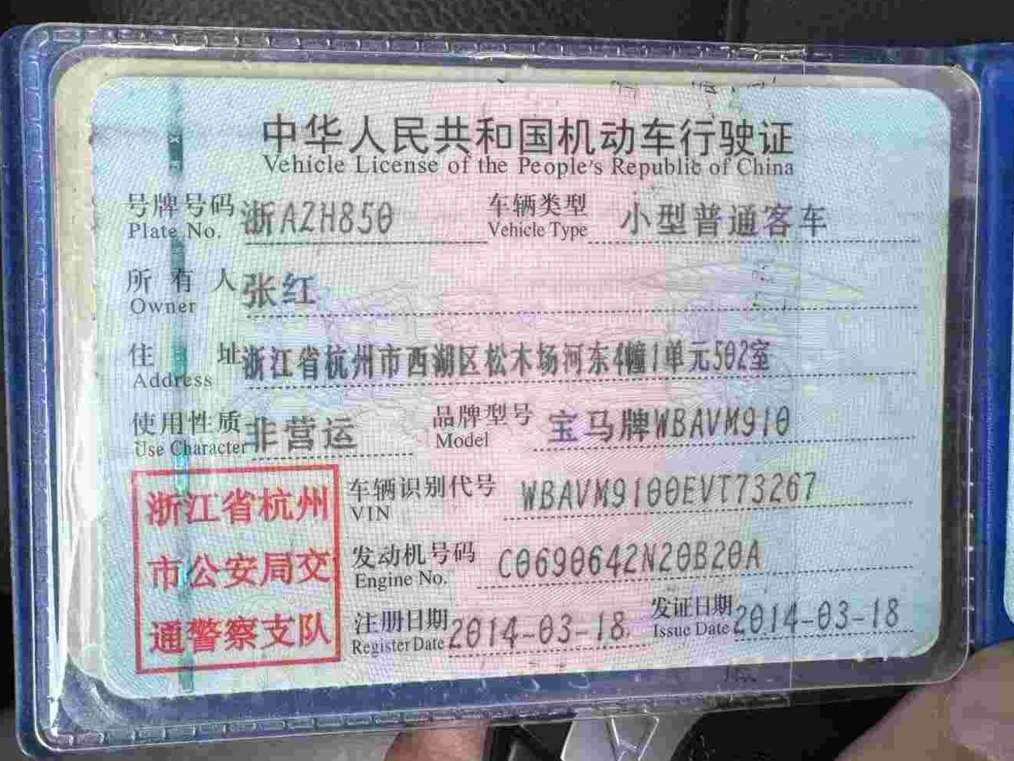 中华人民共和国机动车行驶证
Vehicle License of the People's Republic of China
号牌号码 浙AZH850 车辆类型 小型普通客车
Plate No. Vehicle Type
所有人 张红
Owner
住址 浙江省杭州市西湖区松木场河东4幢1单元502室
Address
使用性质 非营运 品牌型号 宝马牌WBAVM910
Use Character Model
浙江省杭州
市公安局交
通警察支队
车辆识别代号 WBAVM9100EVT73267
VIN
发动机号码 C0690642N20B20A
Engine No.
注册日期 2014-03-18 发证日期 2014-03-18
Register Date Issue Date